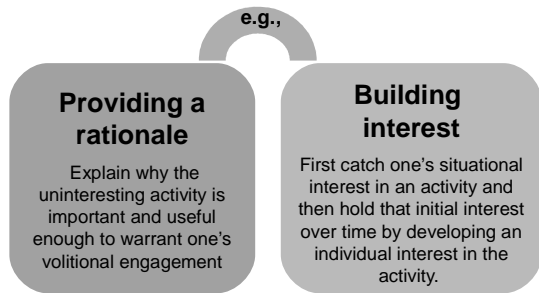 e.g.,
Providing a
rationale
Explain why the
uninteresting activity is
important and useful
enough to warrant one's
volitional engagement
Building
interest
First catch one's situational
interest in an activity and
then hold that initial interest
over time by developing an
individual interest in the
activity.